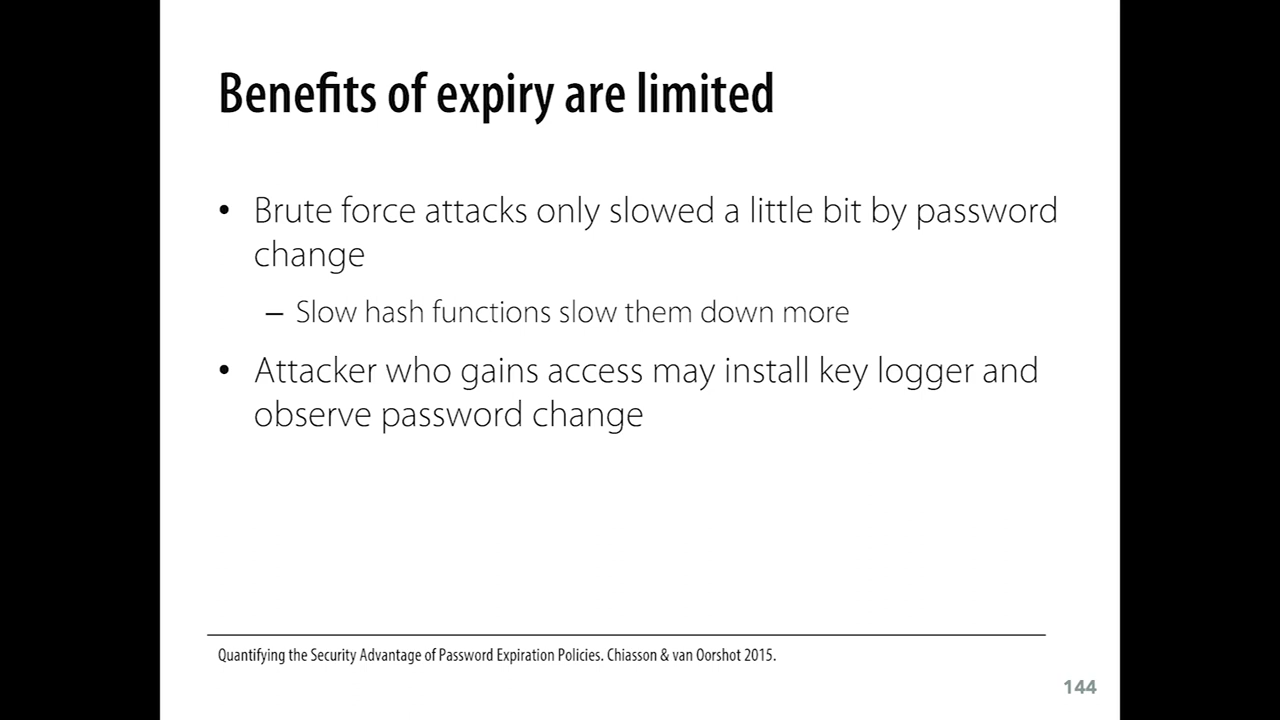 Benefits of expiry are limited
• Brute force attacks only slowed a little bit by password
change
– Slow hash functions slow them down more
• Attacker who gains access may install key logger and
observe password change
Quantifying the Security Advantage of Password Expiration Policies. Chiasson & van Oorshot 2015.
144